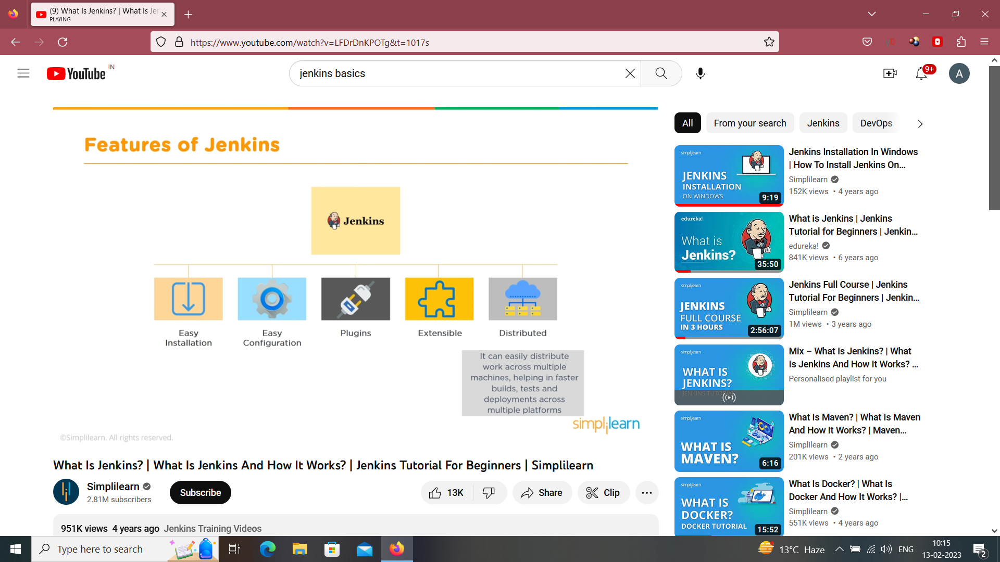 (9) What Is Jenkins? | What Is Jen
PLAYING
https://www.youtube.com/watch?v=LFDrDnKPOTg&t=1017s
YouTube IN
jenkins basics
9+
A
Features of Jenkins
Jenkins
Easy
Installation
Easy
Configuration
Plugins
Extensible
Distributed
It can easily distribute
work across multiple
machines, helping in faster
builds, tests and
deployments across
multiple platforms
simplilearn
©Simplilearn. All rights reserved.
What Is Jenkins? | What Is Jenkins And How It Works? | Jenkins Tutorial For Beginners | Simplilearn
Simplilearn
2.81M subscribers
Subscribe
13K
Share
Clip
951K views 4 years ago Jenkins Training Videos
All
From your search
Jenkins
DevOps
simplilearn
JENKINS
INSTALLATION
ON WINDOWS
9:19
Jenkins Installation In Windows
| How To Install Jenkins On...
Simplilearn
152K views • 4 years ago
edureka!
What is
Jenkins?
35:50
What is Jenkins | Jenkins
Tutorial for Beginners | Jenkin...
edureka!
841K views • 6 years ago
simplilearn
JENKINS
FULL COURSE
IN 3 HOURS
2:56:07
Jenkins Full Course | Jenkins
Tutorial For Beginners | Jenkin...
Simplilearn
1M views • 3 years ago
simplilearn
WHAT IS
JENKINS?
JENKINS TUTORIAL
Mix – What Is Jenkins? | What
Is Jenkins And How It Works? ...
Personalised playlist for you
simplilearn
WHAT IS
MAVEN?
6:16
What Is Maven? | What Is Maven
And How It Works? | Maven...
Simplilearn
201K views • 2 years ago
simplilearn
WHAT IS
DOCKER?
DOCKER TUTORIAL
15:52
What Is Docker? | What Is
Docker And How It Works? |...
Simplilearn
551K views • 4 years ago
Type here to search
13°C Haze
ENG
10:15
13-02-2023
2